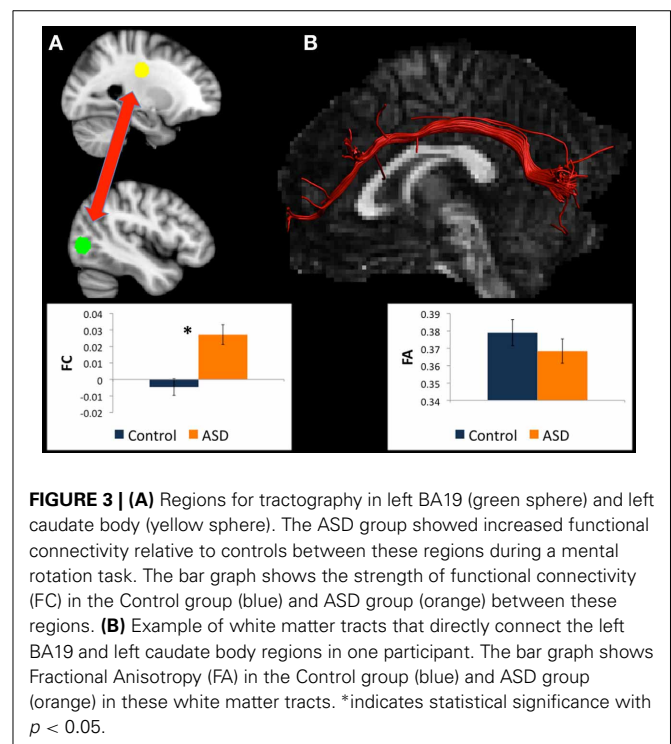 A
B
0.04
0.03
0.02
0.01
0
-0.01
-0.02
FC
*
Control ASD
0.39
0.38
0.37
0.36
0.35
0.34
FA
Control ASD
FIGURE 3 | (A) Regions for tractography in left BA19 (green sphere) and left
caudate body (yellow sphere). The ASD group showed increased functional
connectivity relative to controls between these regions during a mental
rotation task. The bar graph shows the strength of functional connectivity
(FC) in the Control group (blue) and ASD group (orange) between these
regions. (B) Example of white matter tracts that directly connect the left
BA19 and left caudate body regions in one participant. The bar graph shows
Fractional Anisotropy (FA) in the Control group (blue) and ASD group
(orange) in these white matter tracts. *indicates statistical significance with
p < 0.05.